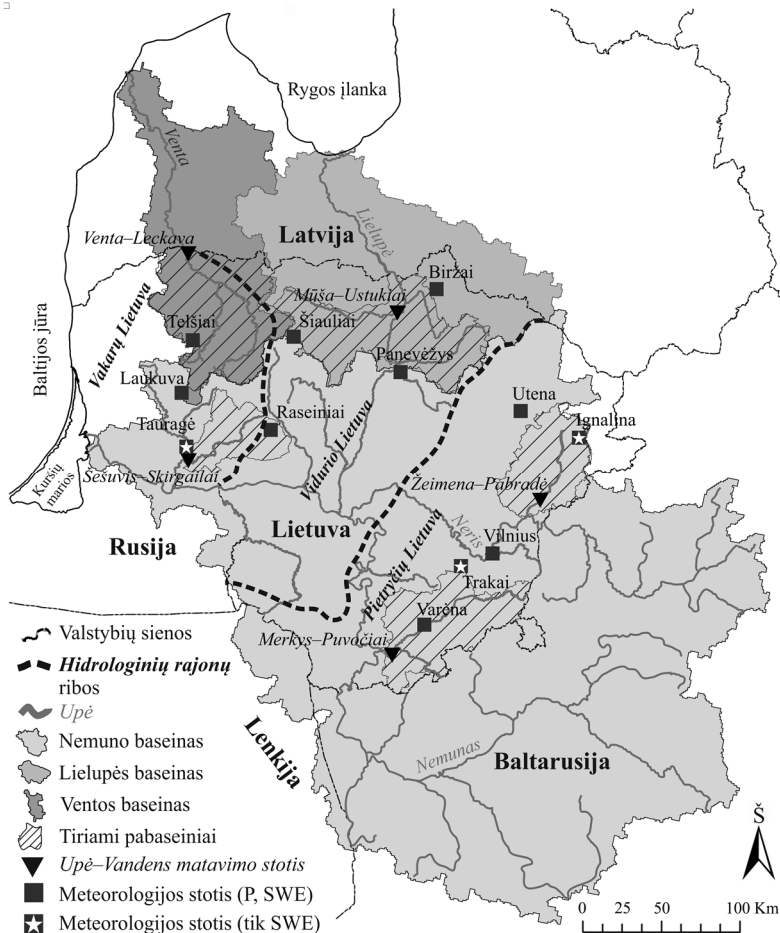 Rygos įlanka
Venta
Lielupė
Latvija
Venta–Leckava
Biržai
Mūša–Ustukiai
Baltijos jūra
Vakarų Lietuva
Telšiai
Šiauliai
Panevėžys
Laukuva
Utena
Tauragė
Raseiniai
Ignalina
Vidurio Lietuva
Kuršių
marios
Šešuvis–Skirgailai
Žeimena–Pabradė
Lietuva
Neris
Rusija
Vilnius
Pietryčių Lietuva
Trakai
Varėna
Merkys–Puvočiai
Valstybių sienos
Hidrologinių rajonų
ribos
Upė
Nemuno baseinas
Lielupės baseinas
Ventos baseinas
Tiriami pabaseiniai
Upė–Vandens matavimo stotis
Meteorologijos stotis (P, SWE)
Meteorologijos stotis (tik SWE)
Lenkija
Nemunas
Baltarusija
Š
0 25 50 100 Km